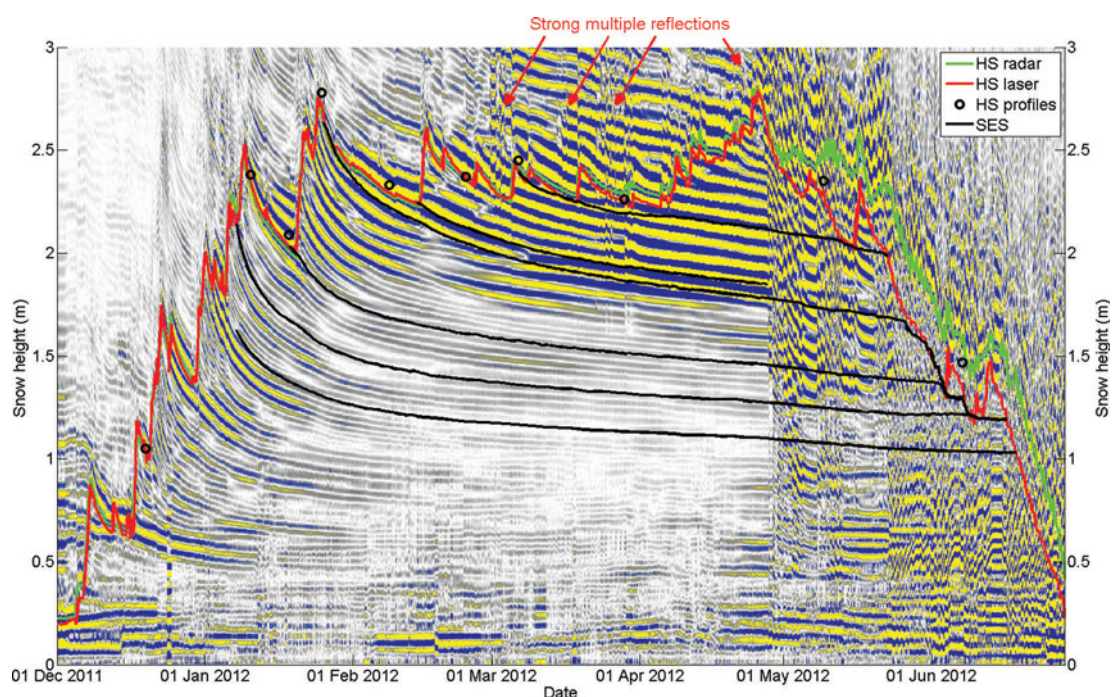 Strong multiple reflections
3
2.5
2
1.5
1
0.5
0
Snow height (m)
HS radar
HS laser
HS profiles
SES
3
2.5
2
1.5
1
0.5
0
Snow height (m)
01 Dec 2011
01 Jan 2012
01 Feb 2012
01 Mar 2012
01 Apr 2012
01 May 2012
01 Jun 2012
Date